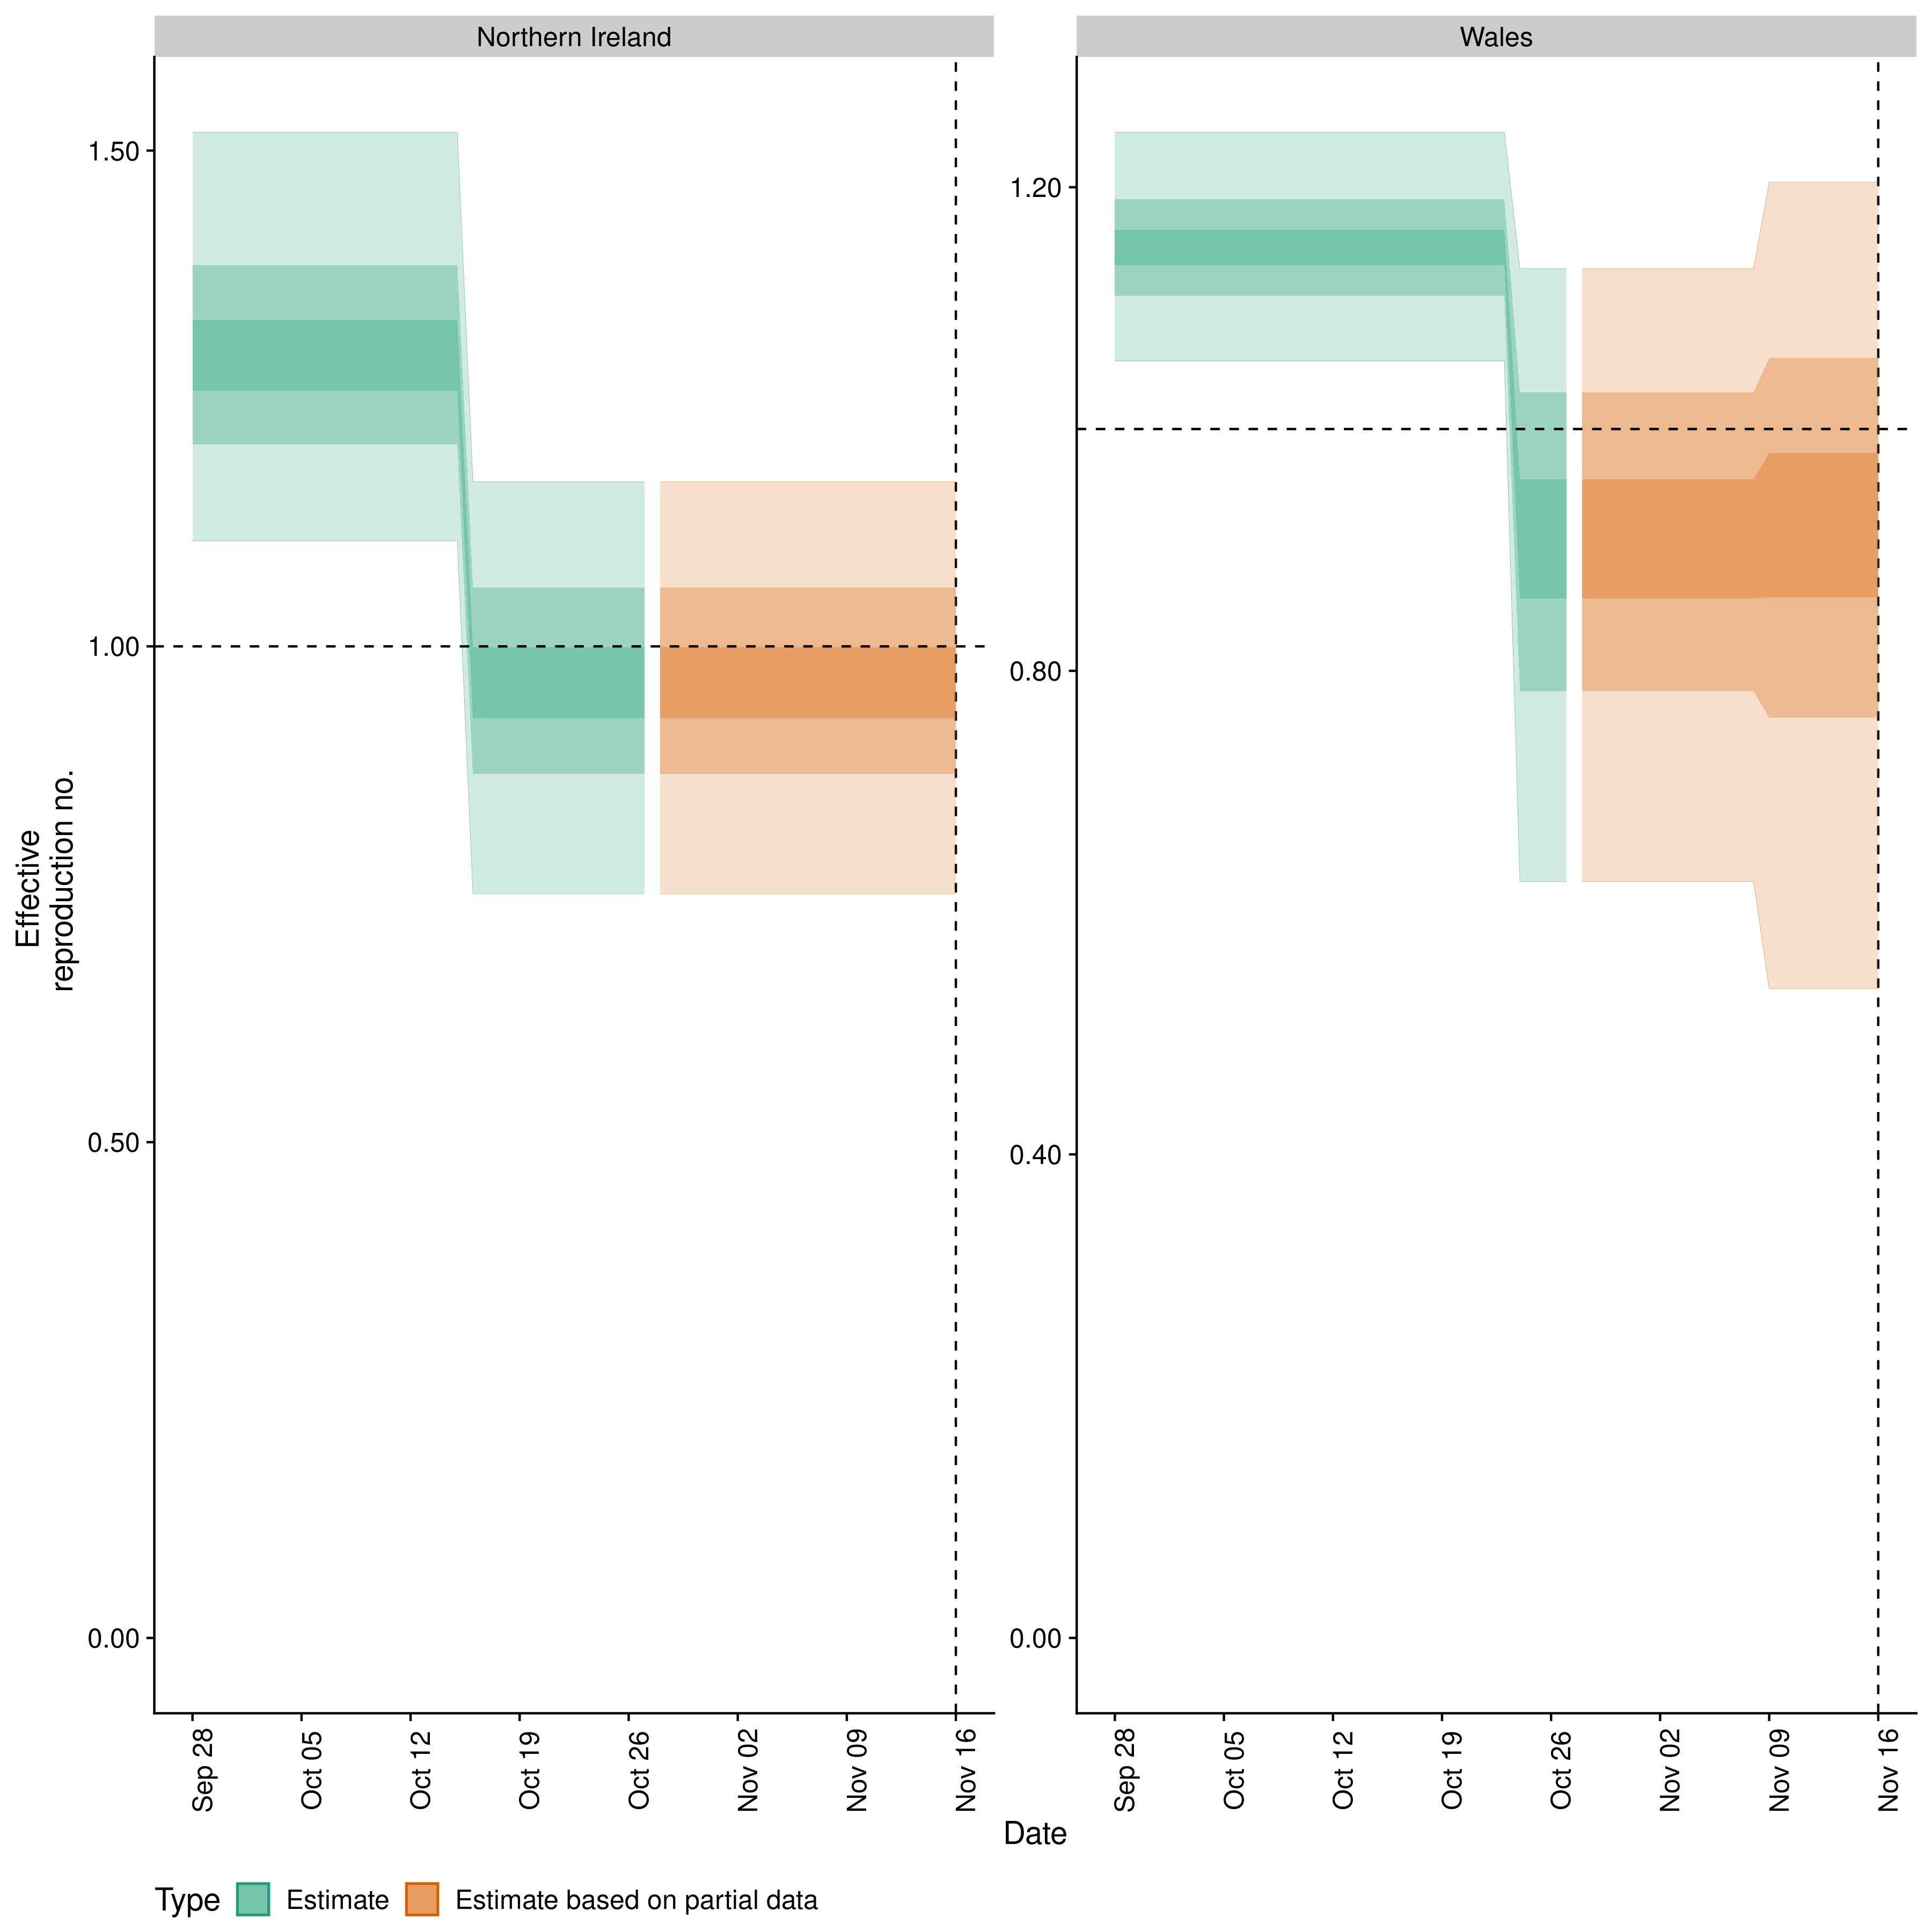 Northern Ireland
Wales
Effective
reproduction no.
1.50
1.00
0.50
0.00
1.20
0.80
0.40
0.00
Sep 28
Oct 05
Oct 12
Oct 19
Oct 26
Nov 02
Nov 09
Nov 16
Sep 28
Oct 05
Oct 12
Oct 19
Oct 26
Nov 02
Nov 09
Nov 16
Date
Type Estimate Estimate based on partial data